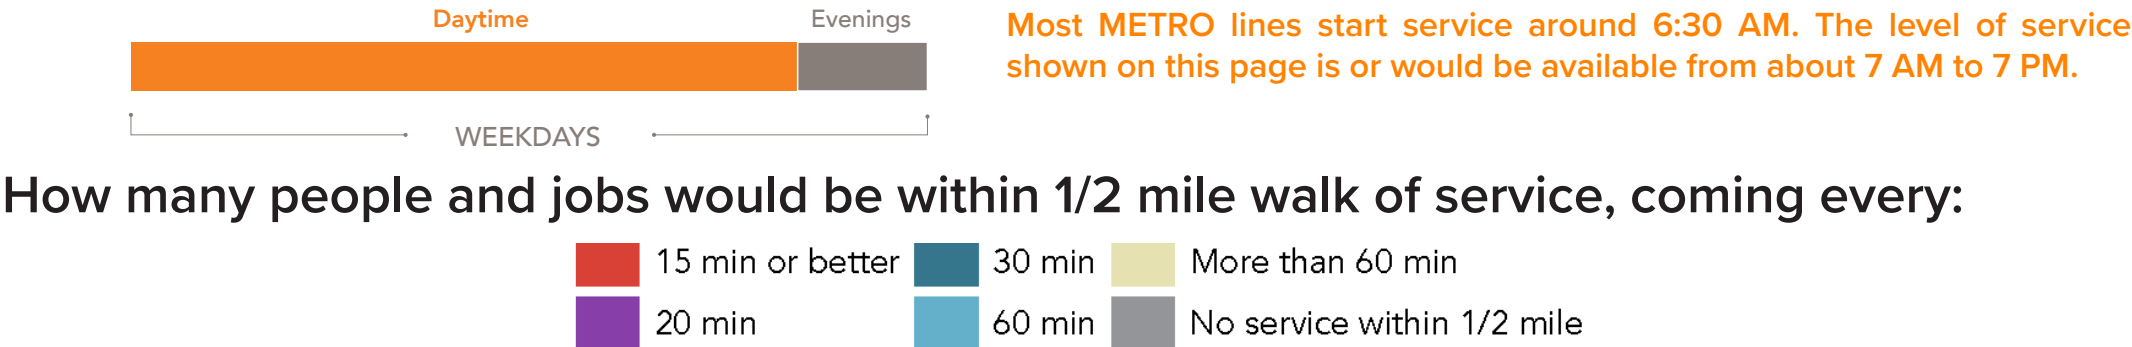 Daytime
Evenings
WEEKDAYS
Most METRO lines start service around 6:30 AM. The level of service
shown on this page is or would be available from about 7 AM to 7 PM.
How many people and jobs would be within 1/2 mile walk of service, coming every:
15 min or better
30 min
More than 60 min
20 min
60 min
No service within 1/2 mile